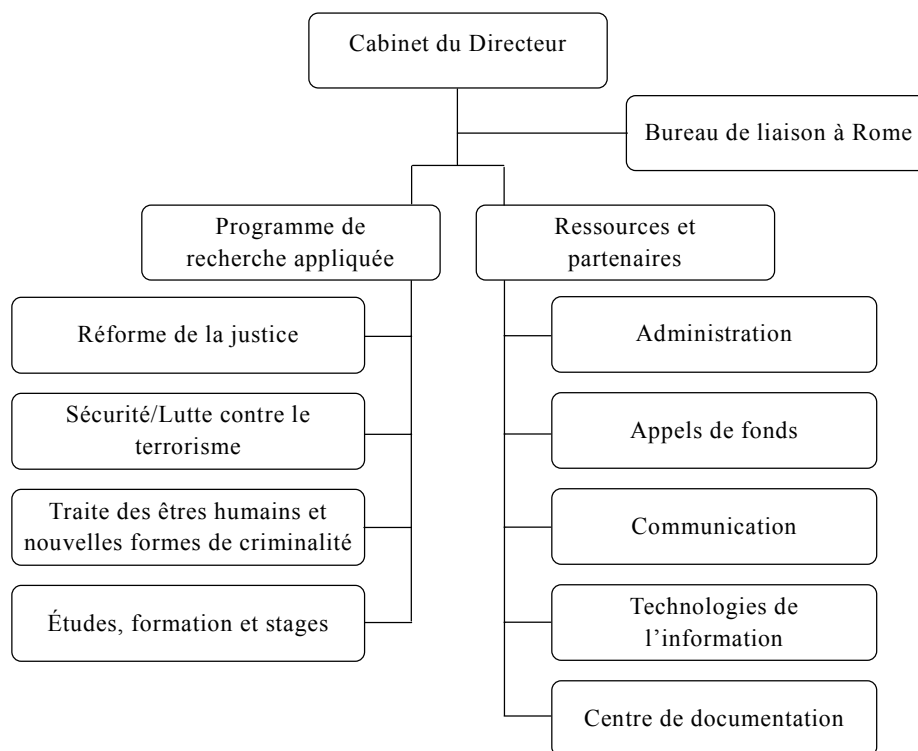 Cabinet du Directeur
Bureau de liaison à Rome
Programme de
recherche appliquée
Ressources et
partenaires
Réforme de la justice
Sécurité/Lutte contre le
terrorisme
Traite des êtres humains et
nouvelles formes de criminalité
Études, formation et stages
Administration
Appels de fonds
Communication
Technologies de
l’information
Centre de documentation